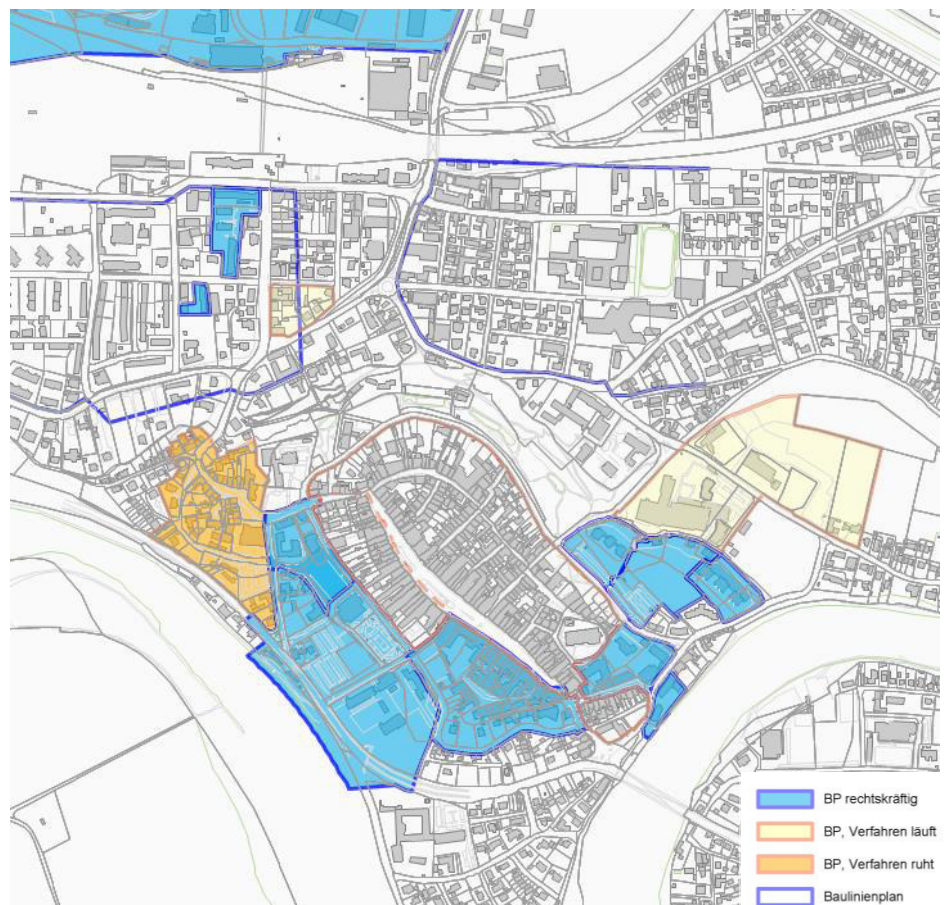 BP rechtskräftig
BP, Verfahren läuft
BP, Verfahren ruht
Baulinienplan